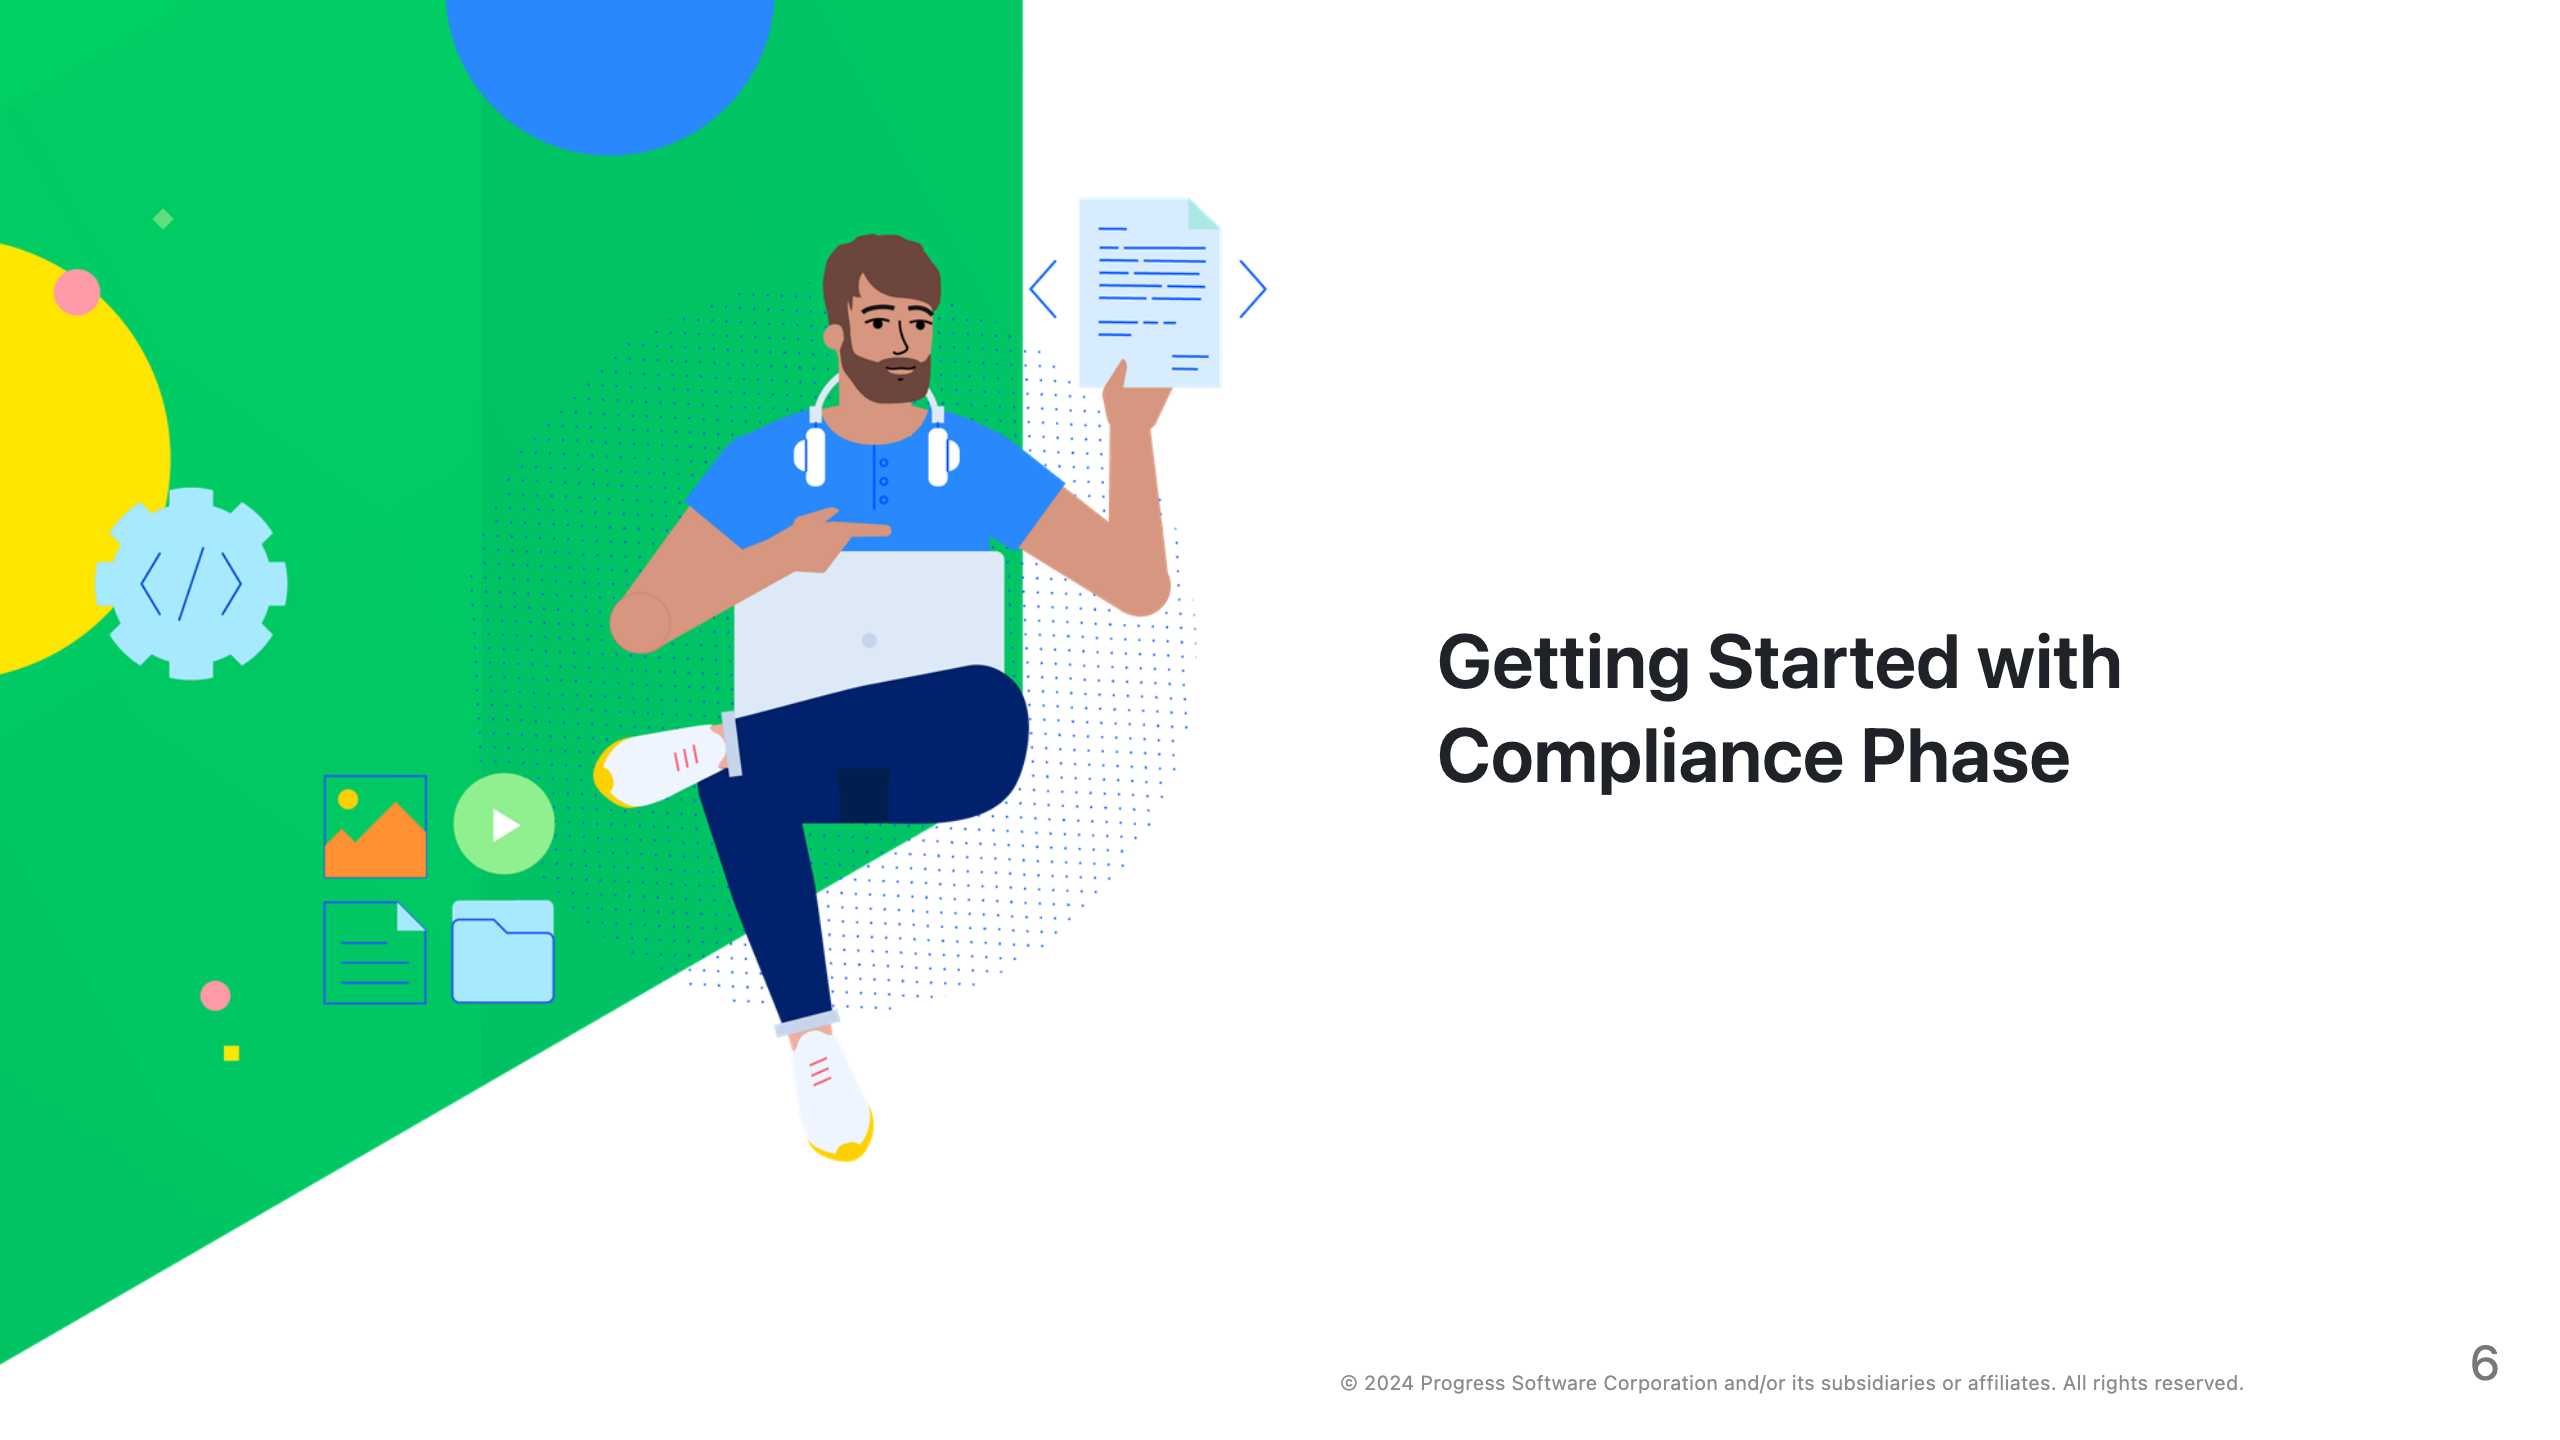 Getting Started with
Compliance Phase
© 2024 Progress Software Corporation and/or its subsidiaries or affiliates. All rights reserved.
6